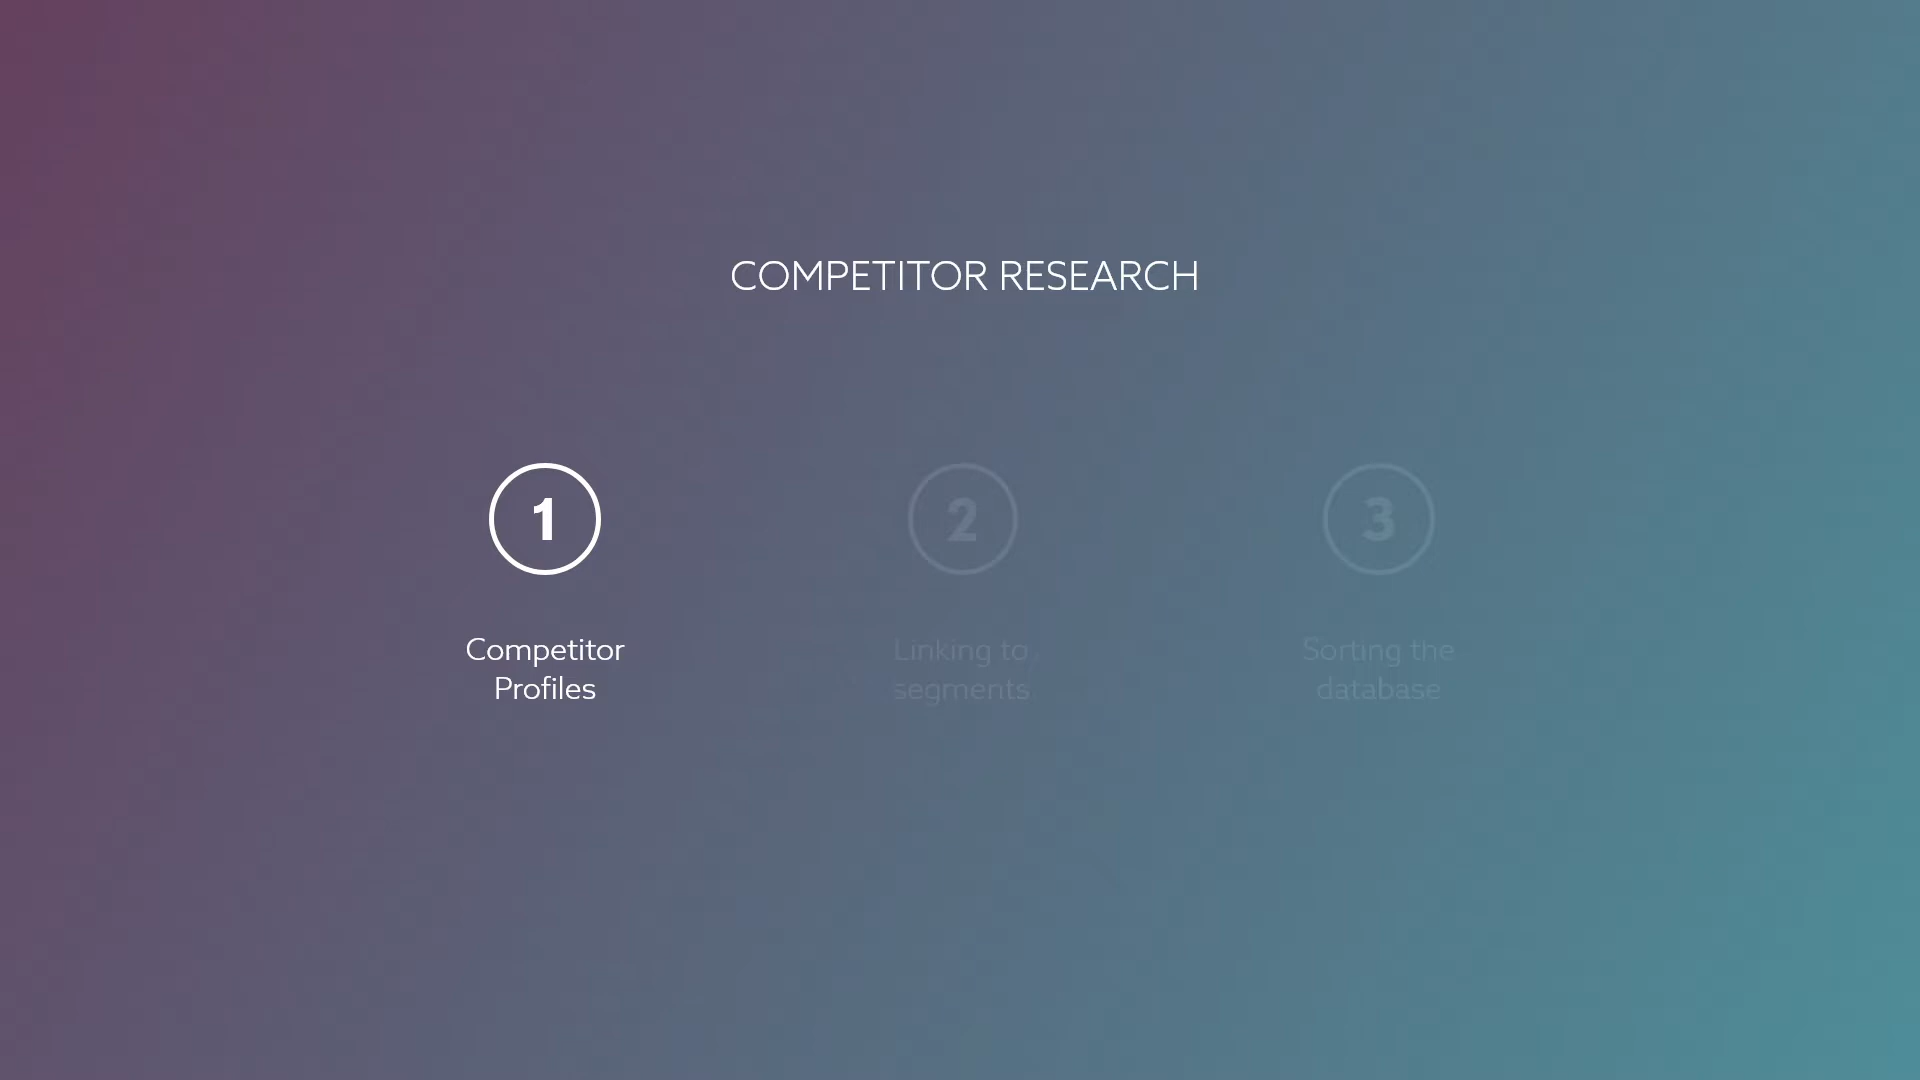 COMPETITOR RESEARCH
1
2
3
Competitor
Profiles
Linking to
segments
Sorting the
database